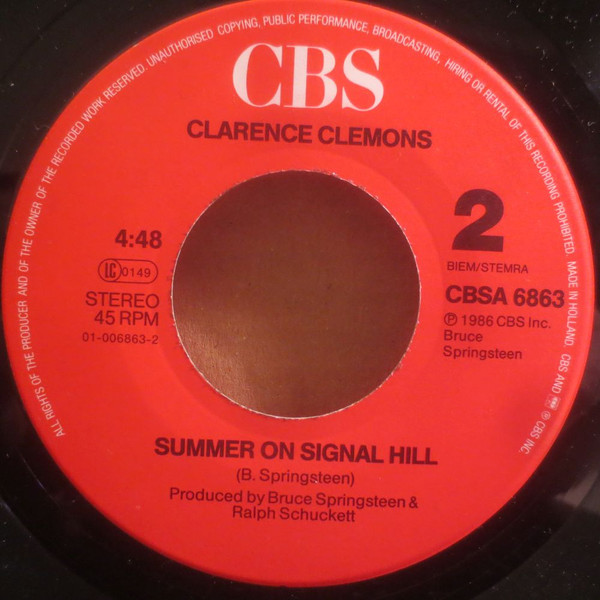 ALL RIGHTS OF THE PRODUCER AND OF THE OWNER OF THE RECORDED WORK RESERVED. UNAUTHORISED COPYING, PUBLIC PERFORMANCE, BROADCASTING, HIRING OR RENTAL OF THIS RECORDING PROHIBITED. MADE IN HOLLAND. CBS AND ® © CBS INC.
CBS
CLARENCE CLEMONS
4:48
LC 0149
STEREO
45 RPM
01-006863-2
2
BIEM/STEMRA
CBSA 6863
℗ 1986 CBS Inc.
Bruce
Springsteen
SUMMER ON SIGNAL HILL
(B. Springsteen)
Produced by Bruce Springsteen &
Ralph Schuckett